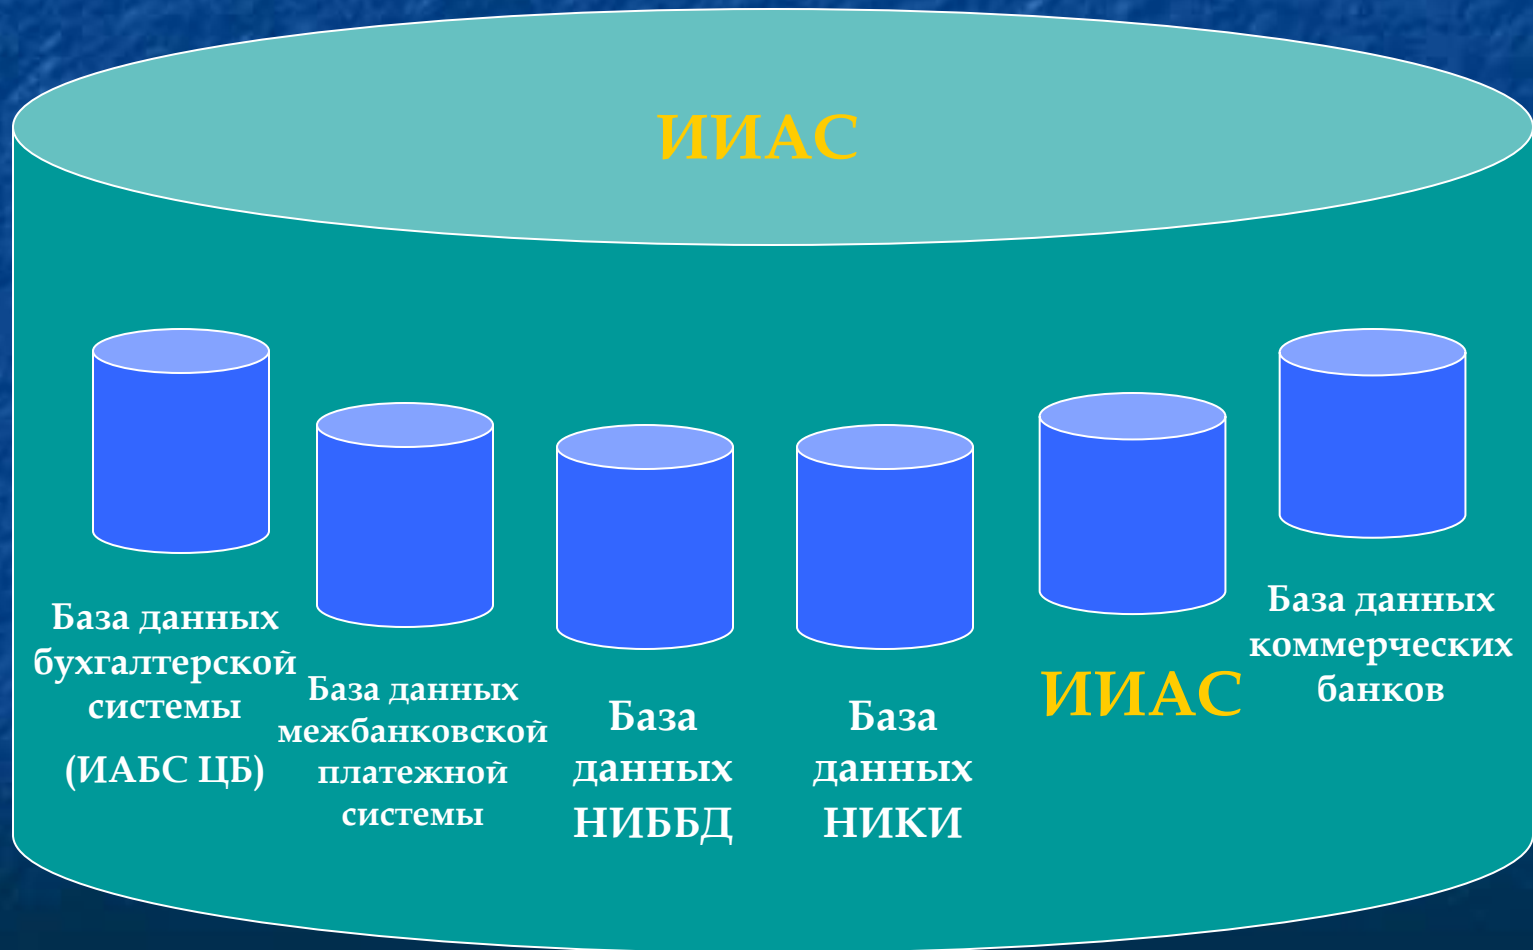 ИИАС
База данных
бухгалтерской
системы
(ИАБС ЦБ)
База данных
межбанковской
платежной
системы
База
данных
НИББД
База
данных
НИКИ
ИИАС
База данных
коммерческих
банков